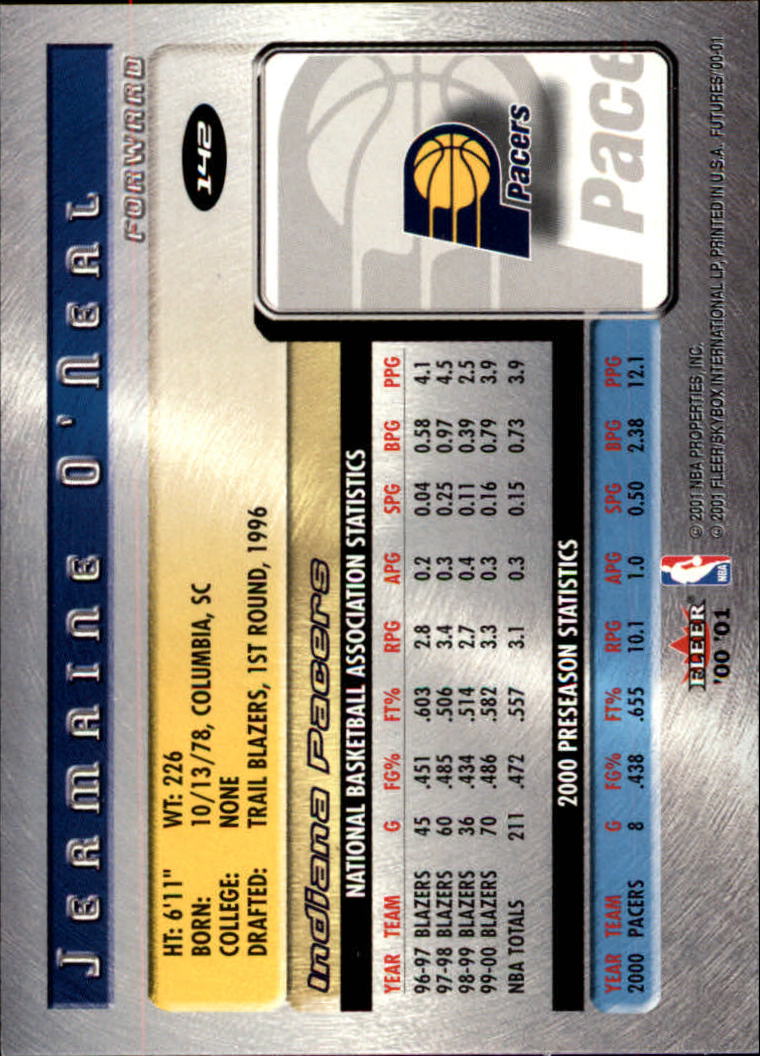 JERMAINE O'NEAL
FORWARD
HT: 6'11" WT: 226
BORN: 10/13/78, COLUMBIA, SC
COLLEGE: NONE
DRAFTED: TRAIL BLAZERS, 1ST ROUND, 1996
142
Indiana Pacers
Pacers
Pace
NATIONAL BASKETBALL ASSOCIATION STATISTICS
YEAR TEAM G FG% FT% RPG APG SPG BPG PPG
96-97 BLAZERS 45 .451 .603 2.8 0.2 0.04 0.58 4.1
97-98 BLAZERS 60 .485 .506 3.4 0.3 0.25 0.97 4.5
98-99 BLAZERS 36 .434 .514 2.7 0.4 0.11 0.39 2.5
99-00 BLAZERS 70 .486 .582 3.3 0.3 0.16 0.79 3.9
NBA TOTALS 211 .472 .557 3.1 0.3 0.15 0.73 3.9
2000 PRESEASON STATISTICS
YEAR TEAM G FG% FT% RPG APG SPG BPG PPG
2000 PACERS 8 .438 .655 10.1 1.0 0.50 2.38 12.1
FLEER®
'00 '01
NBA
© 2001 NBA PROPERTIES, INC.
© 2001 FLEER/SKYBOX INTERNATIONAL LP, PRINTED IN U.S.A. FUTURES/'00-01